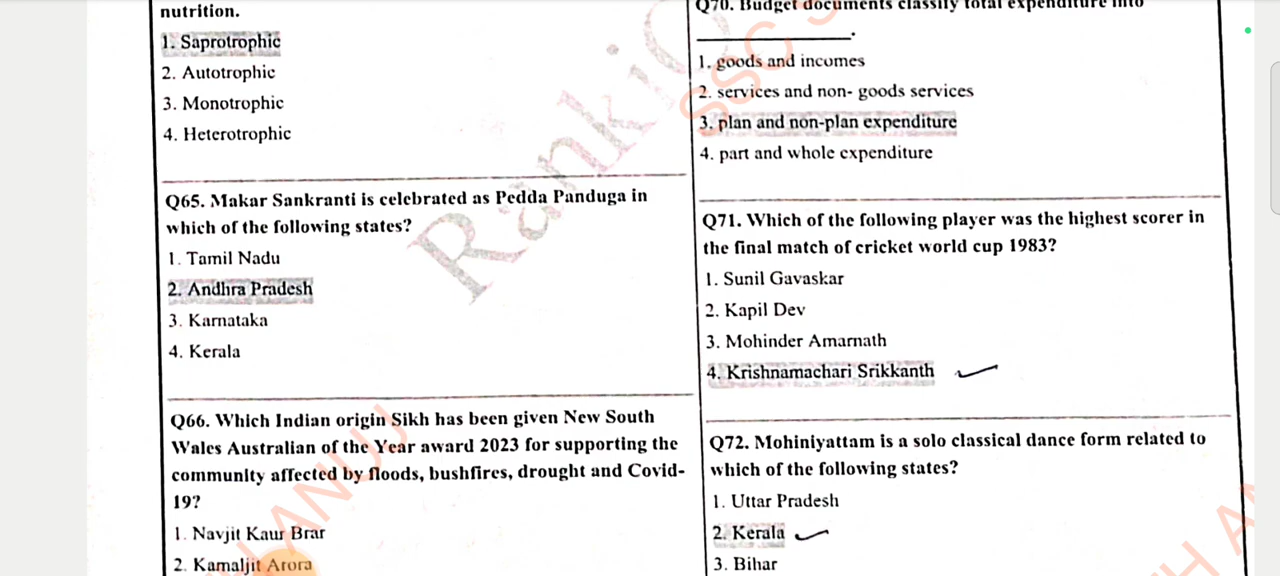 nutrition.
1. Saprotrophic
2. Autotrophic
3. Monotrophic
4. Heterotrophic
Q65. Makar Sankranti is celebrated as Pedda Panduga in
which of the following states?
1. Tamil Nadu
2. Andhra Pradesh
3. Karnataka
4. Kerala
Q66. Which Indian origin Sikh has been given New South
Wales Australian of the Year award 2023 for supporting the
community affected by floods, bushfires, drought and Covid-
19?
1. Navjit Kaur Brar
2. Kamaljit Arora
Q70. Budget documents classify total expenditure into
____________________.
1. goods and incomes
2. services and non- goods services
3. plan and non-plan expenditure
4. part and whole expenditure
Q71. Which of the following player was the highest scorer in
the final match of cricket world cup 1983?
1. Sunil Gavaskar
2. Kapil Dev
3. Mohinder Amarnath
4. Krishnamachari Srikkanth
Q72. Mohiniyattam is a solo classical dance form related to
which of the following states?
1. Uttar Pradesh
2. Kerala
3. Bihar